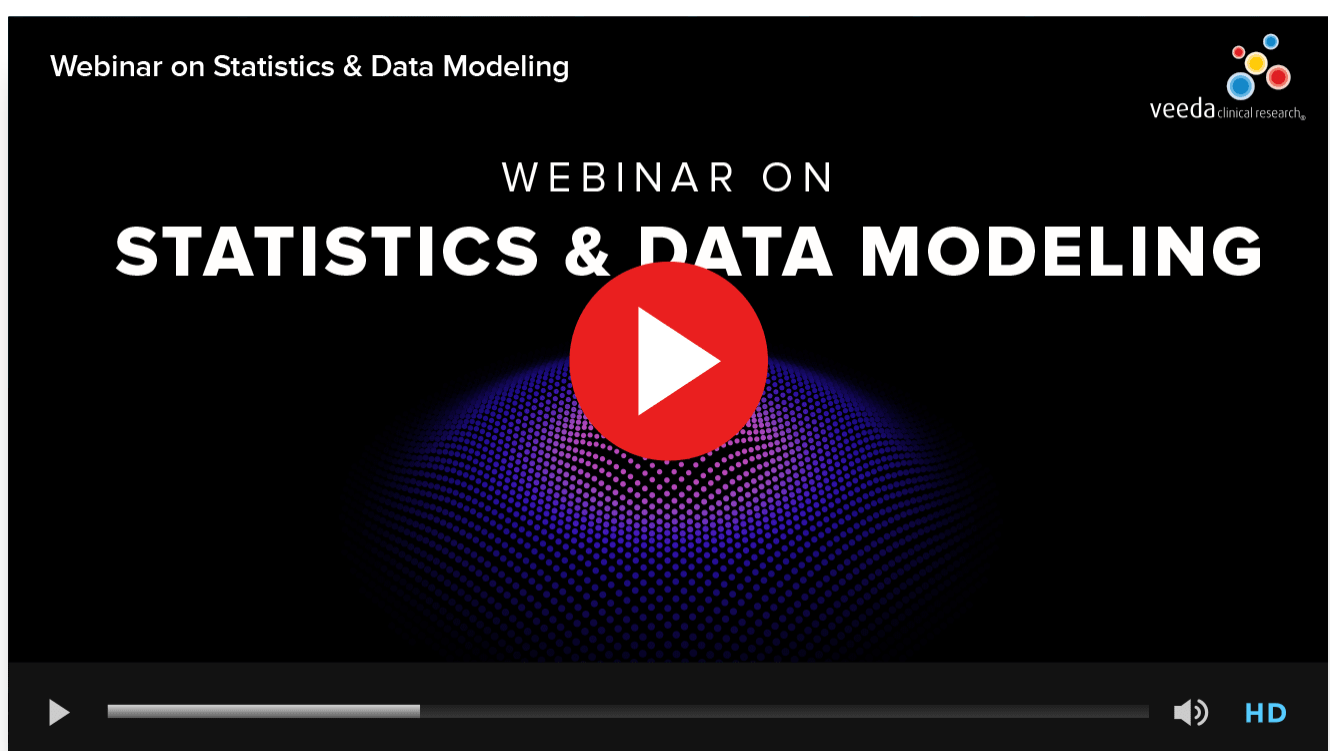 Webinar on Statistics & Data Modeling
veeda clinical research®
WEBINAR ON
STATISTICS & DATA MODELING
HD